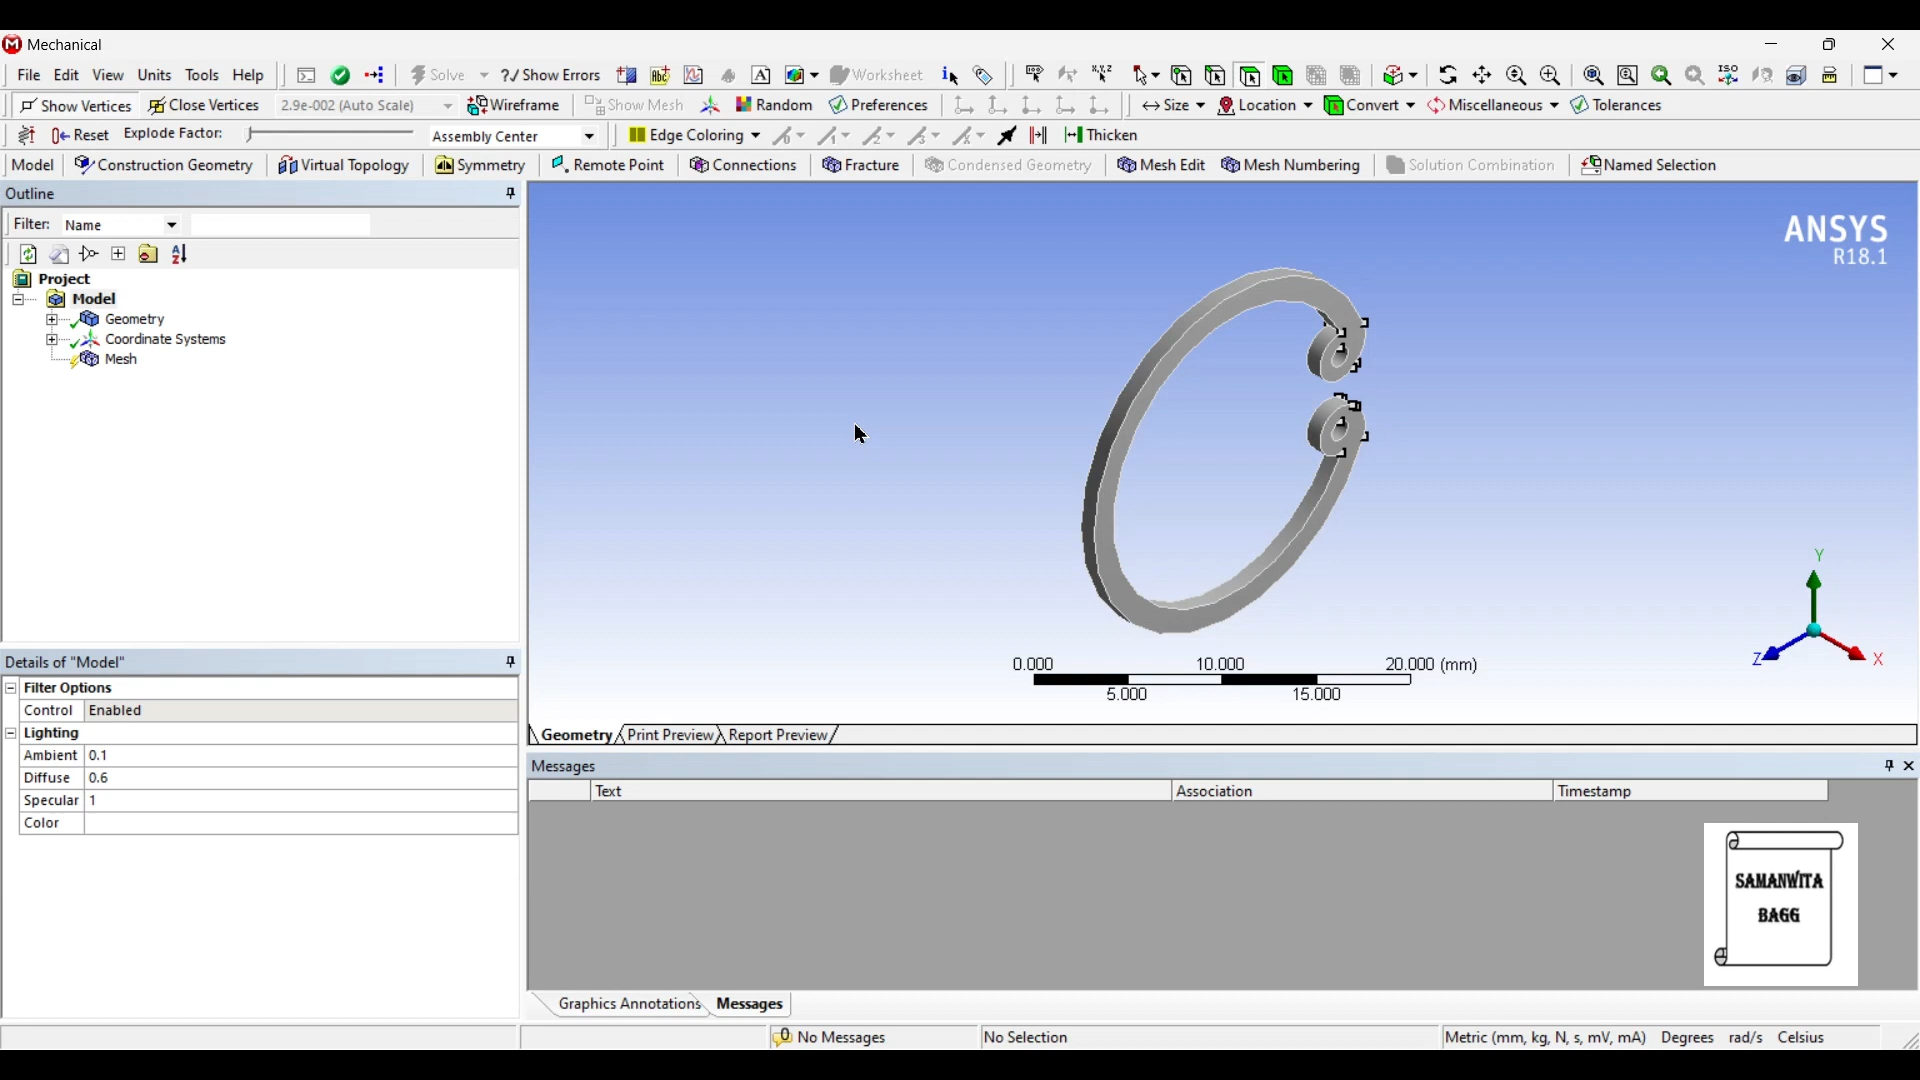 Mechanical
File Edit View Units Tools Help Solve ?√ Show Errors Worksheet
Show Vertices Close Vertices 2.9e-002 (Auto Scale) Wireframe Show Mesh Random Preferences Size Location Convert Miscellaneous Tolerances
Reset Explode Factor: Assembly Center Edge Coloring Thicken
Model Construction Geometry Virtual Topology Symmetry Remote Point Connections Fracture Condensed Geometry Mesh Edit Mesh Numbering Solution Combination Named Selection
Outline
Filter: Name
Project
Model
Geometry
Coordinate Systems
Mesh
Details of "Model"
Filter Options
Control Enabled
Lighting
Ambient 0.1
Diffuse 0.6
Specular 1
Color
ANSYS
R18.1
Y
Z X
0.000 10.000 20.000 (mm)
5.000 15.000
Geometry Print Preview Report Preview
Messages
Text Association Timestamp
SAMANWITA
BAGG
Graphics Annotations Messages
No Messages No Selection Metric (mm, kg, N, s, mV, mA) Degrees rad/s Celsius